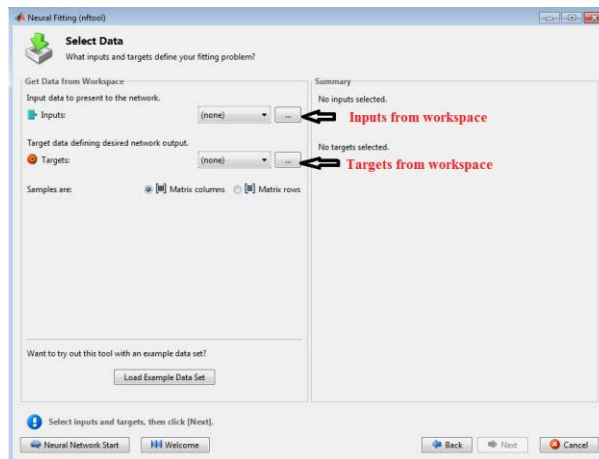 Neural Fitting (nftool)
Select Data
What inputs and targets define your fitting problem?
Get Data from Workspace
Input data to present to the network.
Inputs: (none) ...
Target data defining desired network output.
Targets: (none) ...
Samples are: Matrix columns Matrix rows
Want to try out this tool with an example data set?
Load Example Data Set
Summary
No inputs selected.
Inputs from workspace
No targets selected.
Targets from workspace
Select inputs and targets, then click [Next].
Neural Network Start Welcome Back Next Cancel